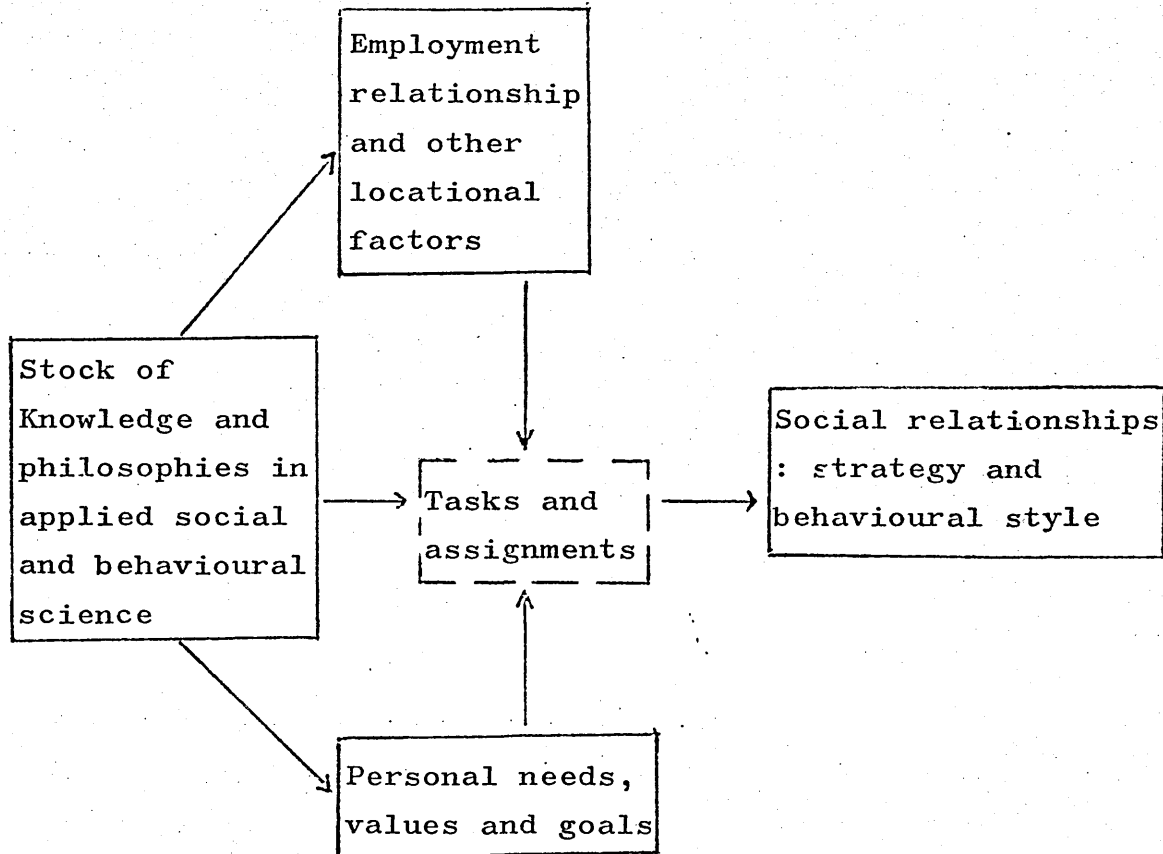 Employment
relationship
and other
locational
factors
Stock of
Knowledge and
philosophies in
applied social
and behavioural
science
Tasks and
assignments
Social relationships
: strategy and
behavioural style
Personal needs,
values and goals